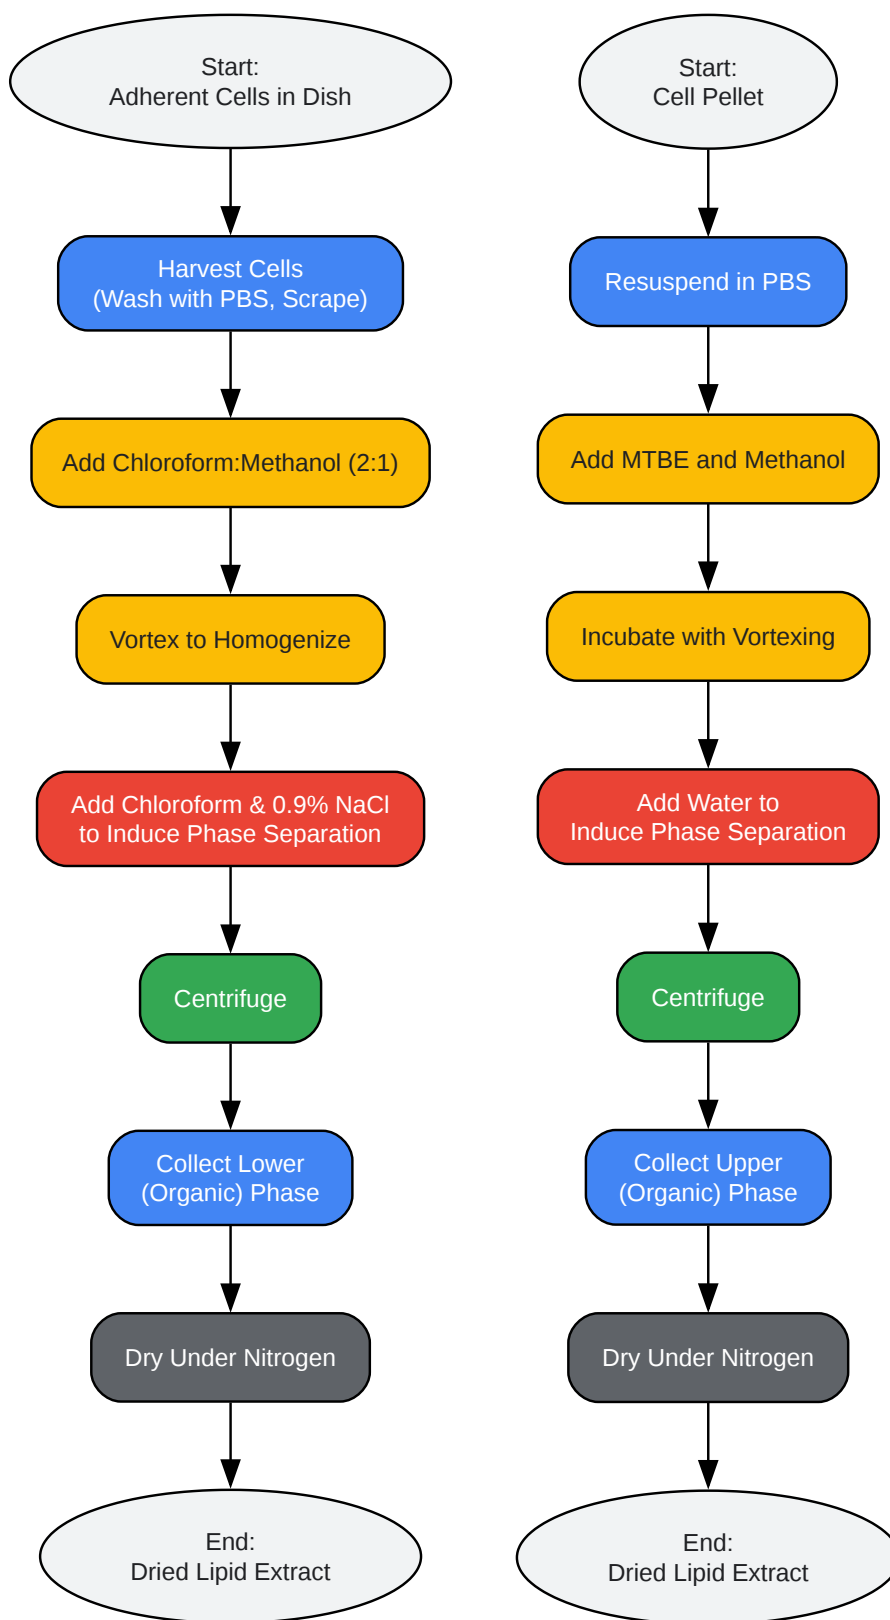 Start:
Adherent Cells in Dish
Harvest Cells
(Wash with PBS, Scrape)
Add Chloroform:Methanol (2:1)
Vortex to Homogenize
Add Chloroform & 0.9% NaCl
to Induce Phase Separation
Centrifuge
Collect Lower
(Organic) Phase
Dry Under Nitrogen
End:
Dried Lipid Extract
Start:
Cell Pellet
Resuspend in PBS
Add MTBE and Methanol
Incubate with Vortexing
Add Water to
Induce Phase Separation
Centrifuge
Collect Upper
(Organic) Phase
Dry Under Nitrogen
End:
Dried Lipid Extract